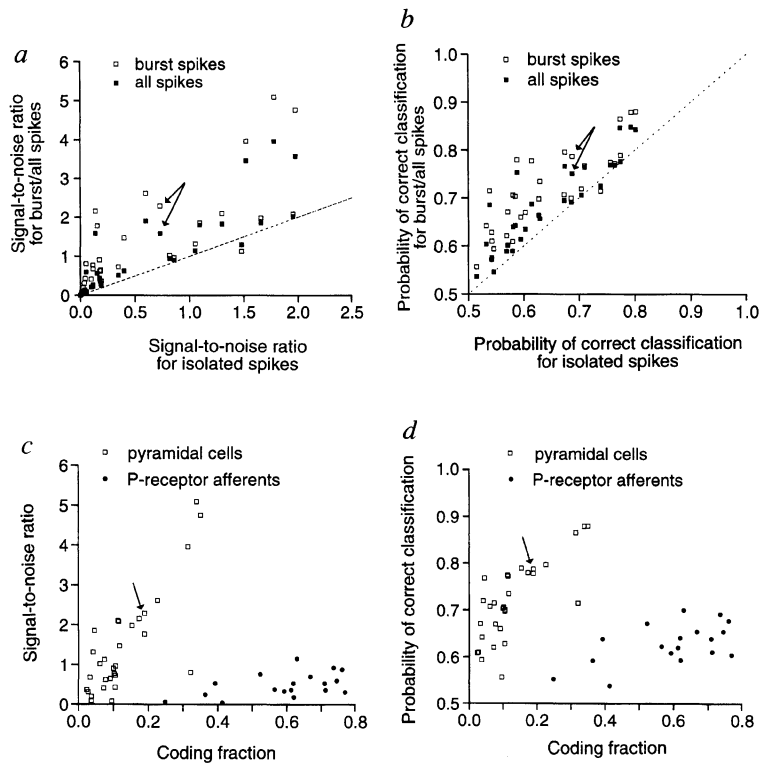 a
burst spikes
all spikes
Signal-to-noise ratio
for burst/all spikes
6
5
4
3
2
1
0
0.0 0.5 1.0 1.5 2.0 2.5
Signal-to-noise ratio
for isolated spikes
b
burst spikes
all spikes
Probability of correct classification
for burst/all spikes
1.0
0.9
0.8
0.7
0.6
0.5
0.5 0.6 0.7 0.8 0.9 1.0
Probability of correct classification
for isolated spikes
c
pyramidal cells
P-receptor afferents
Signal-to-noise ratio
6
5
4
3
2
1
0
0 0.2 0.4 0.6 0.8
Coding fraction
d
pyramidal cells
P-receptor afferents
Probability of correct classification
1.0
0.9
0.8
0.7
0.6
0.5
0.0 0.2 0.4 0.6 0.8
Coding fraction